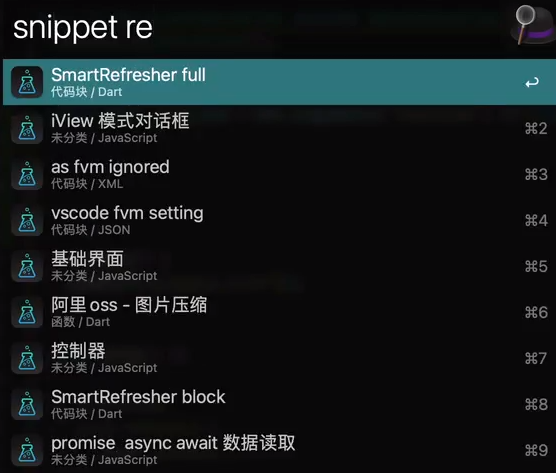 snippet re
SmartRefresher full
代码块 / Dart
↩
iView 模式对话框
未分类 / JavaScript
⌘2
as fvm ignored
代码块 / XML
⌘3
vscode fvm setting
代码块 / JSON
⌘4
基础界面
未分类 / JavaScript
⌘5
阿里 oss - 图片压缩
函数 / Dart
⌘6
控制器
未分类 / JavaScript
⌘7
SmartRefresher block
代码块 / Dart
⌘8
promise  async await 数据读取
未分类 / JavaScript
⌘9